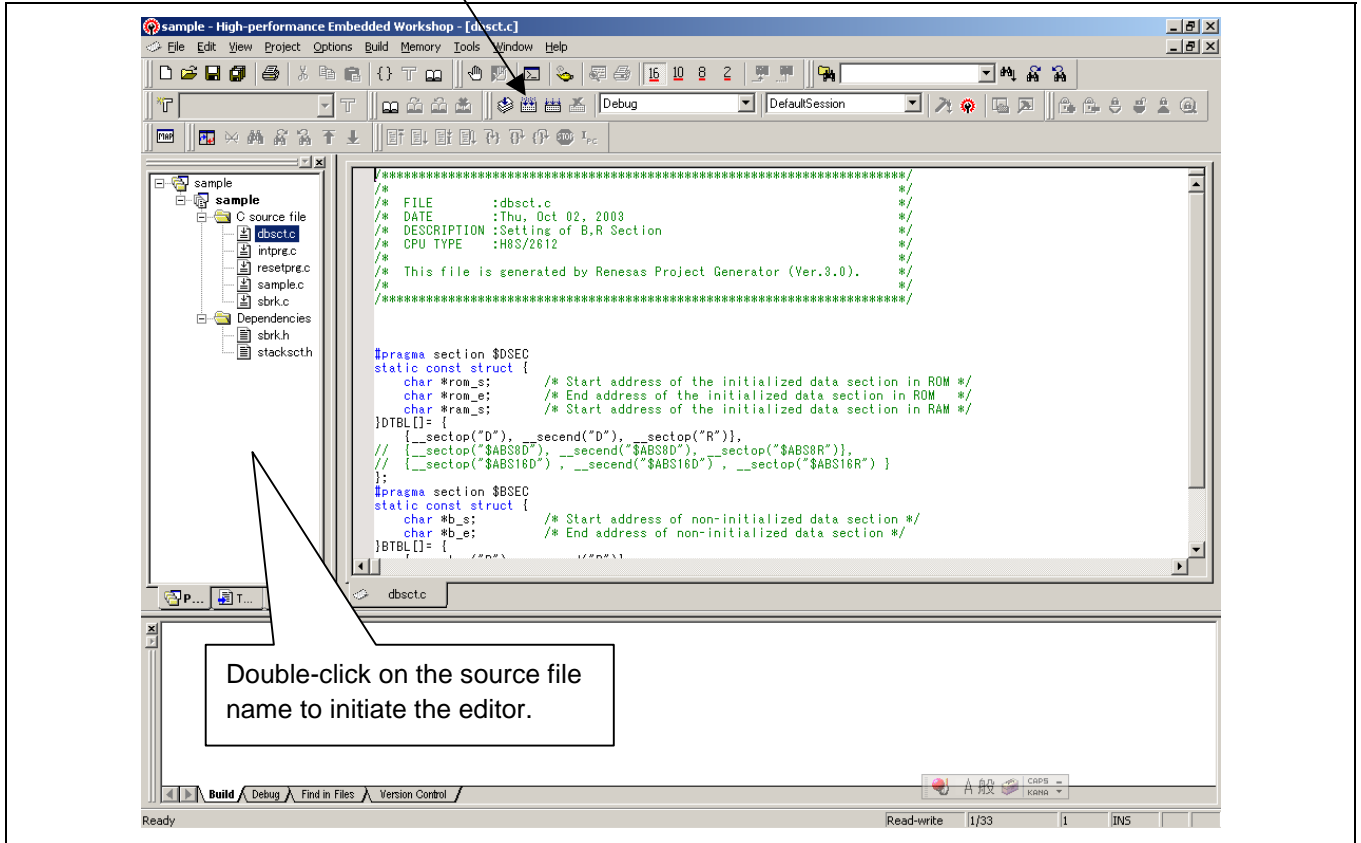 sample - High-performance Embedded Workshop - [dbsct.c]
File Edit View Project Options Build Memory Tools Window Help
16 10 8 2
Debug DefaultSession
MAP STOP IPC
sample
sample
C source file
dbsct.c
intprg.c
resetprg.c
sample.c
sbrk.c
Dependencies
sbrk.h
stacksct.h
P... T...
/***********************************************************************/
/*                                                                     */
/*  FILE        :dbsct.c                                               */
/*  DATE        :Thu, Oct 02, 2003                                     */
/*  DESCRIPTION :Setting of B,R Section                                */
/*  CPU TYPE    :H8S/2612                                              */
/*                                                                     */
/*  This file is generated by Renesas Project Generator (Ver.3.0).     */
/*                                                                     */
/***********************************************************************/
#pragma section $DSEC
static const struct {
    char *rom_s;       /* Start address of the initialized data section in ROM */
    char *rom_e;       /* End address of the initialized data section in ROM   */
    char *ram_s;       /* Start address of the initialized data section in RAM */
}DTBL[]= {
    {__sectop("D"), __secend("D"), __sectop("R")},
//  {__sectop("$ABS8D"), __secend("$ABS8D"), __sectop("$ABS8R")},
//  {__sectop("$ABS16D") , __secend("$ABS16D") , __sectop("$ABS16R") }
};
#pragma section $BSEC
static const struct {
    char *b_s;         /* Start address of non-initialized data section */
    char *b_e;         /* End address of non-initialized data section */
}BTBL[]= {
dbsct.c
Double-click on the source file
name to initiate the editor.
A 般 CAPS KANA
Build Debug Find in Files Version Control
Ready Read-write 1/33 1 INS